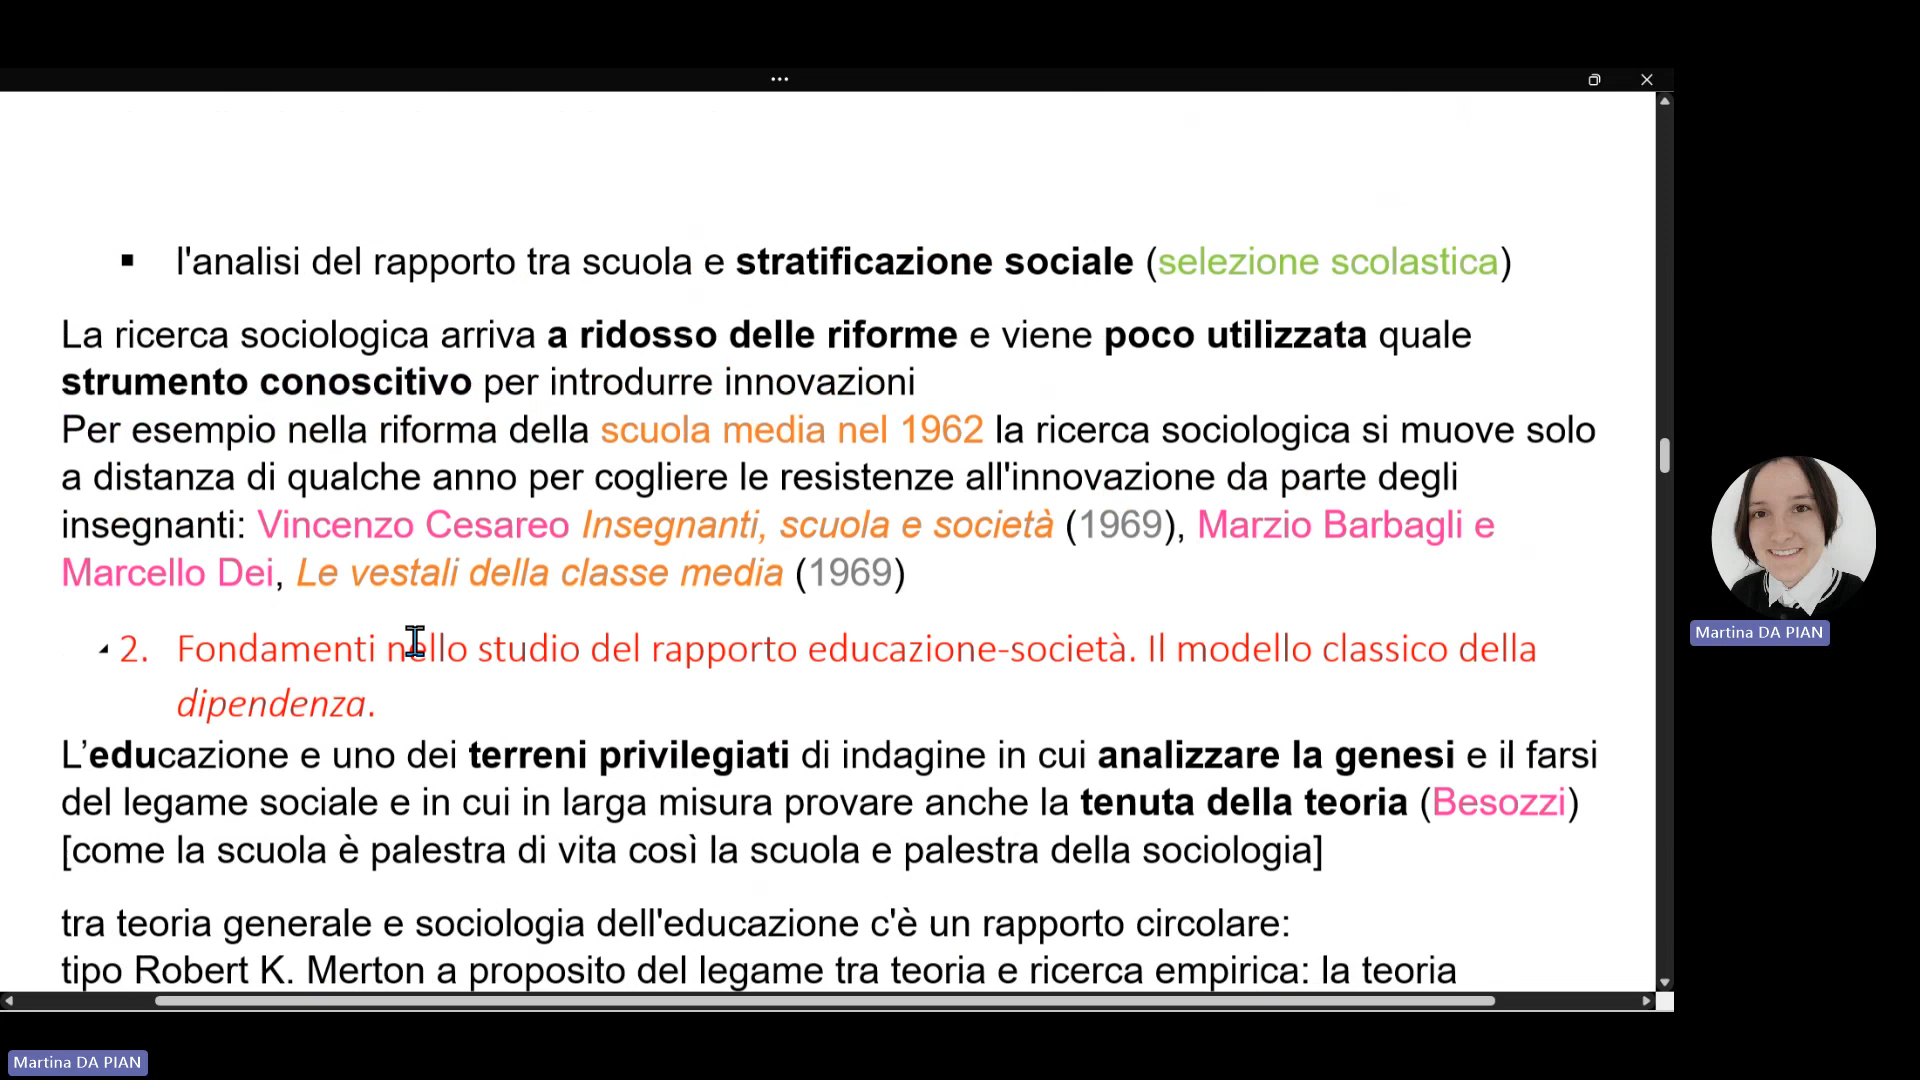 ▪ l'analisi del rapporto tra scuola e stratificazione sociale (selezione scolastica)
La ricerca sociologica arriva a ridosso delle riforme e viene poco utilizzata quale
strumento conoscitivo per introdurre innovazioni
Per esempio nella riforma della scuola media nel 1962 la ricerca sociologica si muove solo
a distanza di qualche anno per cogliere le resistenze all'innovazione da parte degli
insegnanti: Vincenzo Cesareo Insegnanti, scuola e società (1969), Marzio Barbagli e
Marcello Dei, Le vestali della classe media (1969)
2. Fondamenti nello studio del rapporto educazione-società. Il modello classico della
dipendenza.
L’educazione e uno dei terreni privilegiati di indagine in cui analizzare la genesi e il farsi
del legame sociale e in cui in larga misura provare anche la tenuta della teoria (Besozzi)
[come la scuola è palestra di vita così la scuola e palestra della sociologia]
tra teoria generale e sociologia dell'educazione c'è un rapporto circolare:
tipo Robert K. Merton a proposito del legame tra teoria e ricerca empirica: la teoria
Martina DA PIAN
Martina DA PIAN